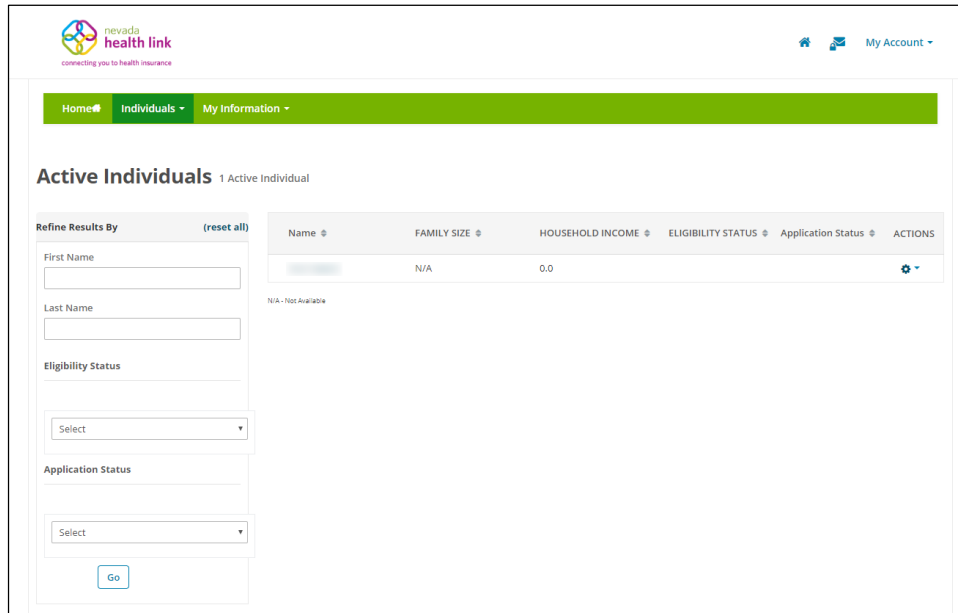 nevada
health link
connecting you to health insurance
My Account
Home Individuals My Information
Active Individuals 1 Active Individual
Refine Results By (reset all)
First Name
Last Name
Eligibility Status
Select
Application Status
Select
Go
Name FAMILY SIZE HOUSEHOLD INCOME ELIGIBILITY STATUS Application Status ACTIONS
N/A 0.0
N/A - Not Available